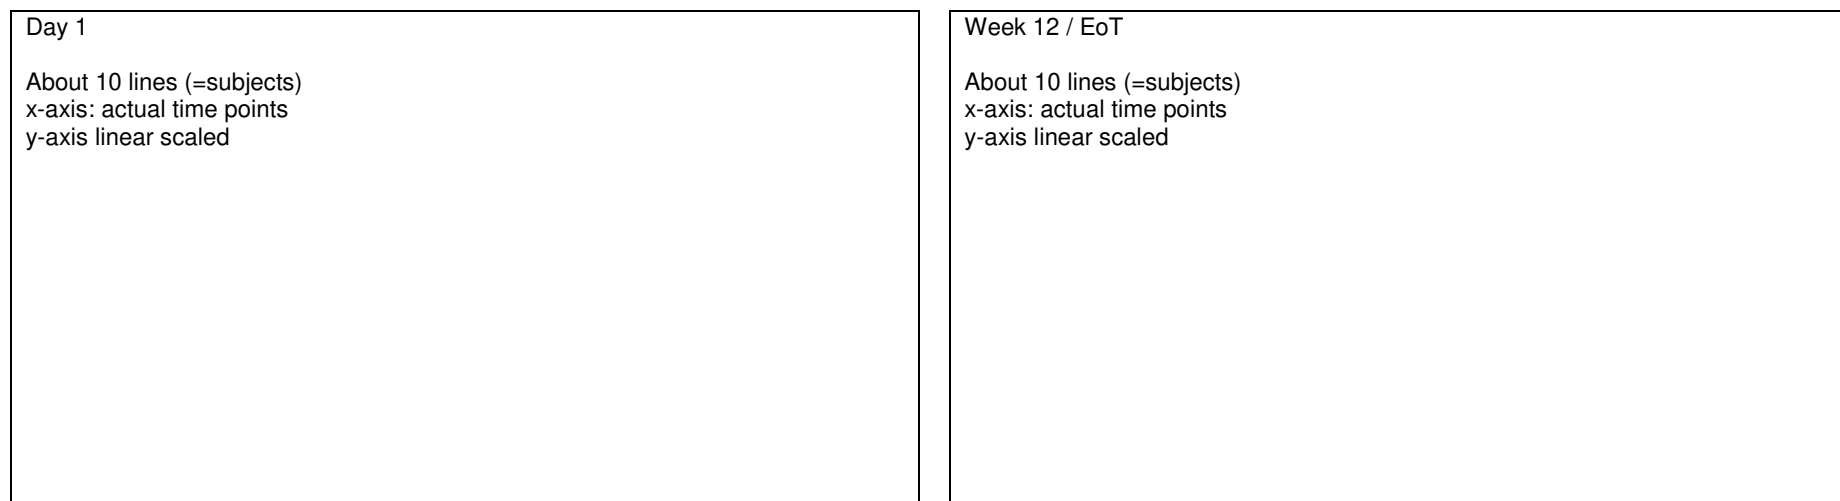 Day 1
About 10 lines (=subjects)
x-axis: actual time points
y-axis linear scaled
Week 12 / EoT
About 10 lines (=subjects)
x-axis: actual time points
y-axis linear scaled